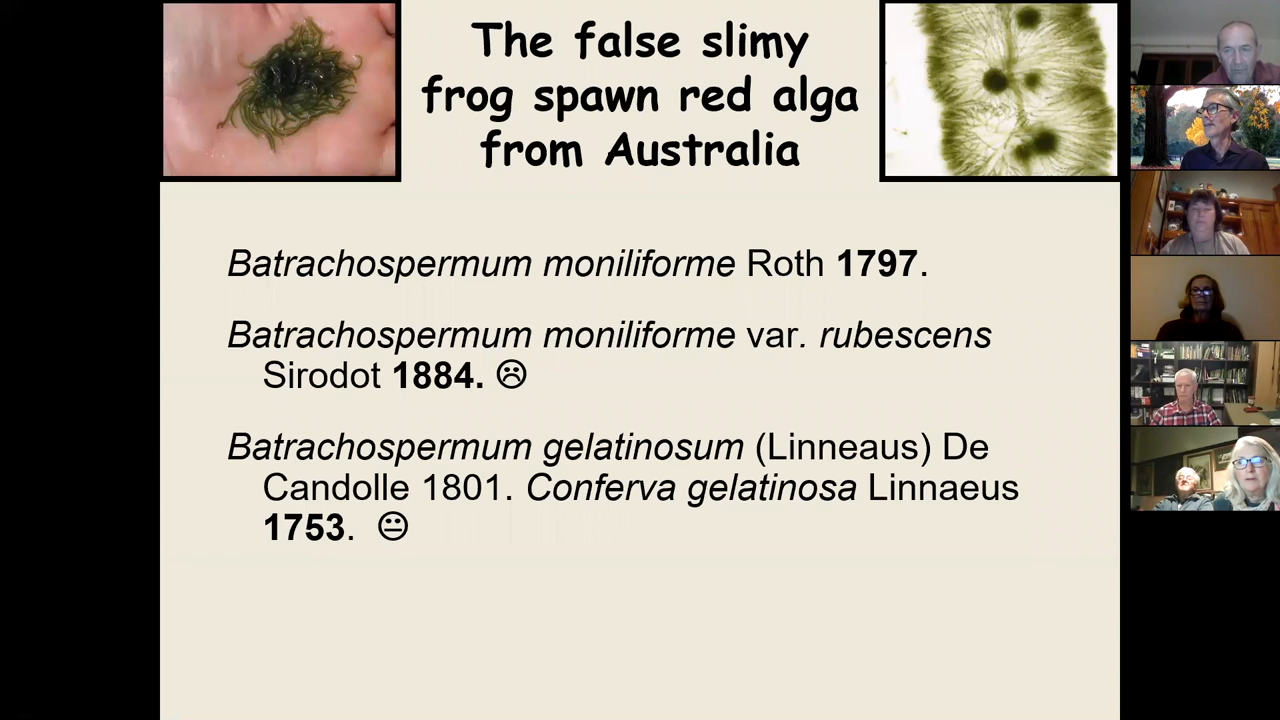 The false slimy
frog spawn red alga
from Australia
Batrachospermum moniliforme Roth 1797.
Batrachospermum moniliforme var. rubescens
Sirodot 1884. ☹
Batrachospermum gelatinosum (Linneaus) De
Candolle 1801. Conferva gelatinosa Linnaeus
1753. 😐